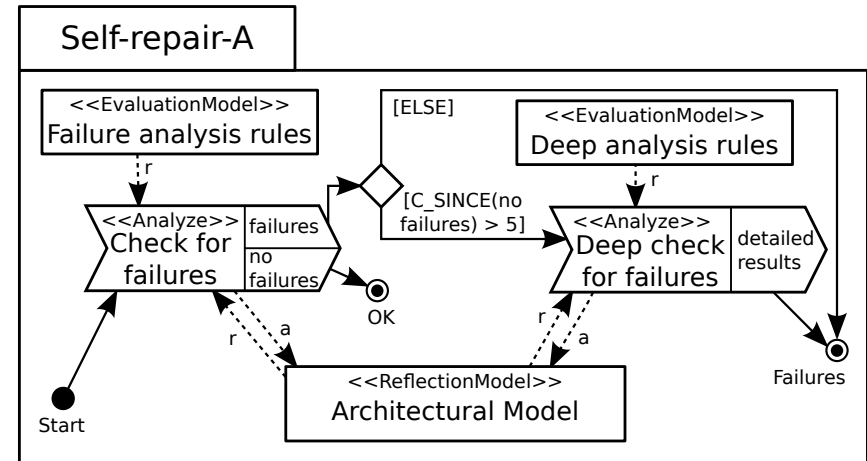 Self-repair-A
<<EvaluationModel>>
Failure analysis rules
r
[ELSE]
<<EvaluationModel>>
Deep analysis rules
r
<<Analyze>>
Check for
failures
failures
no
failures
[C_SINCE(no
failures) > 5]
<<Analyze>>
Deep check
for failures
detailed
results
OK
a
r
r
a
<<ReflectionModel>>
Architectural Model
Start
Failures